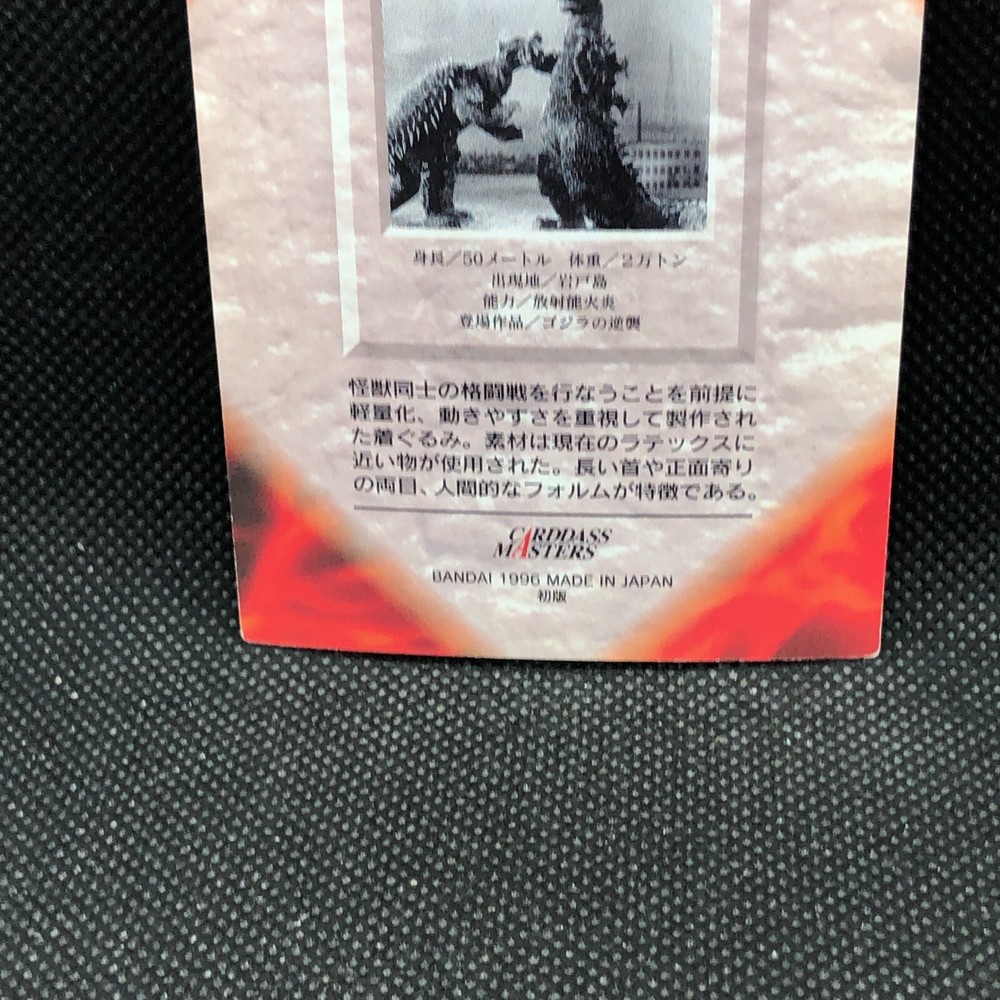 身長／50メートル　体重／2万トン
出現地／岩戸島
能力／放射能火炎
登場作品／ゴジラの逆襲
怪獣同士の格闘戦を行なうことを前提に
軽量化、動きやすさを重視して製作され
た着ぐるみ。素材は現在のラテックスに
近い物が使用された。長い首や正面寄り
の両目、人間的なフォルムが特徴である。
CARDDASS
MASTERS
BANDAI 1996 MADE IN JAPAN
初版